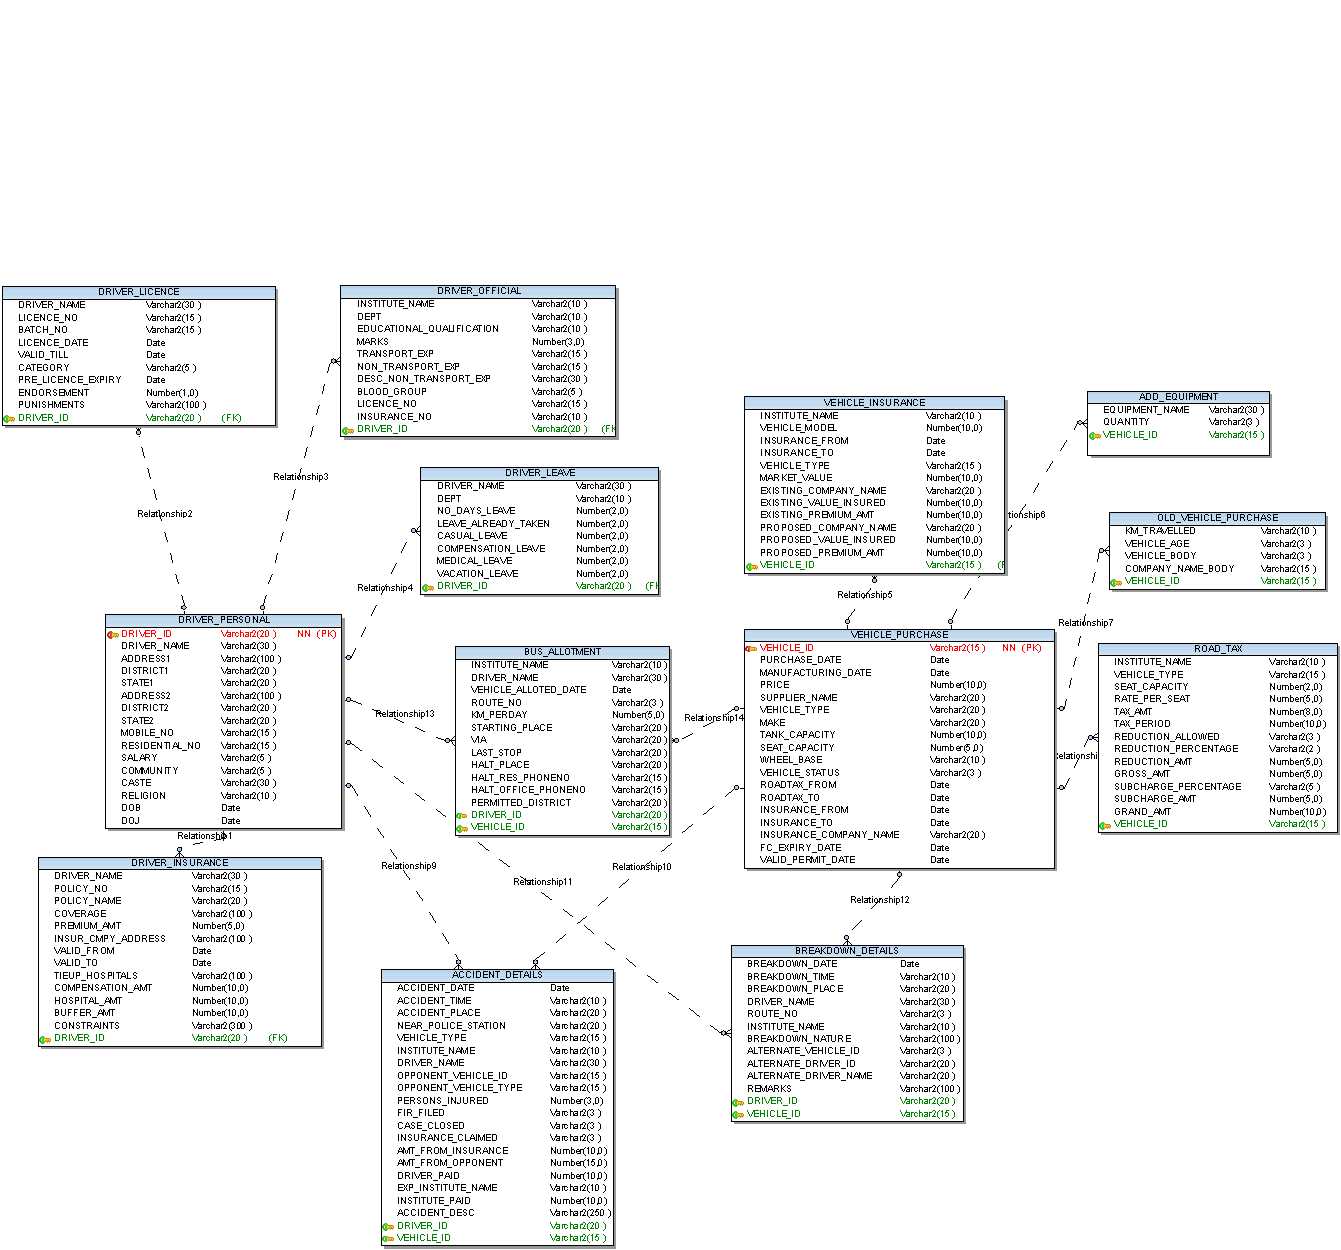 DRIVER_LICENCE
DRIVER_NAME Varchar2(30 )
LICENCE_NO Varchar2(15 )
BATCH_NO Varchar2(15 )
LICENCE_DATE Date
VALID_TILL Date
CATEGORY Varchar2(5 )
PRE_LICENCE_EXPIRY Date
ENDORSEMENT Number(1,0)
PUNISHMENTS Varchar2(100 )
DRIVER_ID Varchar2(20 ) (FK)
DRIVER_OFFICIAL
INSTITUTE_NAME Varchar2(10 )
DEPT Varchar2(10 )
EDUCATIONAL_QUALIFICATION Varchar2(10 )
MARKS Number(3,0)
TRANSPORT_EXP Varchar2(15 )
NON_TRANSPORT_EXP Varchar2(15 )
DESC_NON_TRANSPORT_EXP Varchar2(30 )
BLOOD_GROUP Varchar2(5 )
LICENCE_NO Varchar2(15 )
INSURANCE_NO Varchar2(10 )
DRIVER_ID Varchar2(20 ) (FK
Relationship3
Relationship2
DRIVER_LEAVE
DRIVER_NAME Varchar2(30 )
DEPT Varchar2(10 )
NO_DAYS_LEAVE Number(2,0)
LEAVE_ALREADY_TAKEN Number(2,0)
CASUAL_LEAVE Number(2,0)
COMPENSATION_LEAVE Number(2,0)
MEDICAL_LEAVE Number(2,0)
VACATION_LEAVE Number(2,0)
DRIVER_ID Varchar2(20 ) (FK
Relationship4
VEHICLE_INSURANCE
INSTITUTE_NAME Varchar2(10 )
VEHICLE_MODEL Number(10,0)
INSURANCE_FROM Date
INSURANCE_TO Date
VEHICLE_TYPE Varchar2(15 )
MARKET_VALUE Number(10,0)
EXISTING_COMPANY_NAME Varchar2(20 )
EXISTING_VALUE_INSURED Number(10,0)
EXISTING_PREMIUM_AMT Number(10,0)
PROPOSED_COMPANY_NAME Varchar2(20 )
PROPOSED_VALUE_INSURED Number(10,0)
PROPOSED_PREMIUM_AMT Number(10,0)
VEHICLE_ID Varchar2(15 ) (F
Relationship5
ADD_EQUIPMENT
EQUIPMENT_NAME Varchar2(30 )
QUANTITY Varchar2(3 )
VEHICLE_ID Varchar2(15 )
tionship6
OLD_VEHICLE_PURCHASE
KM_TRAVELLED Varchar2(10 )
VEHICLE_AGE Varchar2(3 )
VEHICLE_BODY Varchar2(3 )
COMPANY_NAME_BODY Varchar2(15 )
VEHICLE_ID Varchar2(15 )
Relationship7
DRIVER_PERSONAL
DRIVER_ID Varchar2(20 ) NN (PK)
DRIVER_NAME Varchar2(30 )
ADDRESS1 Varchar2(100 )
DISTRICT1 Varchar2(20 )
STATE1 Varchar2(20 )
ADDRESS2 Varchar2(100 )
DISTRICT2 Varchar2(20 )
STATE2 Varchar2(20 )
MOBILE_NO Varchar2(15 )
RESIDENTIAL_NO Varchar2(15 )
SALARY Varchar2(5 )
COMMUNITY Varchar2(5 )
CASTE Varchar2(30 )
RELIGION Varchar2(10 )
DOB Date
DOJ Date
Relationship13
BUS_ALLOTMENT
INSTITUTE_NAME Varchar2(10 )
DRIVER_NAME Varchar2(30 )
VEHICLE_ALLOTED_DATE Date
ROUTE_NO Varchar2(3 )
KM_PERDAY Number(5,0)
STARTING_PLACE Varchar2(20 )
VIA Varchar2(20 )
LAST_STOP Varchar2(20 )
HALT_PLACE Varchar2(20 )
HALT_RES_PHONENO Varchar2(15 )
HALT_OFFICE_PHONENO Varchar2(15 )
PERMITTED_DISTRICT Varchar2(20 )
DRIVER_ID Varchar2(20 )
VEHICLE_ID Varchar2(15 )
Relationship14
VEHICLE_PURCHASE
VEHICLE_ID Varchar2(15 ) NN (PK)
PURCHASE_DATE Date
MANUFACTURING_DATE Date
PRICE Number(10,0)
SUPPLIER_NAME Varchar2(20 )
VEHICLE_TYPE Varchar2(20 )
MAKE Varchar2(20 )
TANK_CAPACITY Number(10,0)
SEAT_CAPACITY Number(5,0)
WHEEL_BASE Varchar2(10 )
VEHICLE_STATUS Varchar2(3 )
ROADTAX_FROM Date
ROADTAX_TO Date
INSURANCE_FROM Date
INSURANCE_TO Date
INSURANCE_COMPANY_NAME Varchar2(20 )
FC_EXPIRY_DATE Date
VALID_PERMIT_DATE Date
ROAD_TAX
INSTITUTE_NAME Varchar2(10 )
VEHICLE_TYPE Varchar2(15 )
SEAT_CAPACITY Number(2,0)
RATE_PER_SEAT Number(5,0)
TAX_AMT Number(8,0)
TAX_PERIOD Number(10,0)
REDUCTION_ALLOWED Varchar2(3 )
REDUCTION_PERCENTAGE Varchar2(2 )
REDUCTION_AMT Number(5,0)
GROSS_AMT Number(5,0)
SUBCHARGE_PERCENTAGE Varchar2(5 )
SUBCHARGE_AMT Number(5,0)
GRAND_AMT Number(10,0)
VEHICLE_ID Varchar2(15 )
elationshi
Relationship1
DRIVER_INSURANCE
DRIVER_NAME Varchar2(30 )
POLICY_NO Varchar2(15 )
POLICY_NAME Varchar2(20 )
COVERAGE Varchar2(100 )
PREMIUM_AMT Number(5,0)
INSUR_CMPY_ADDRESS Varchar2(100 )
VALID_FROM Date
VALID_TO Date
TIEUP_HOSPITALS Varchar2(100 )
COMPENSATION_AMT Number(10,0)
HOSPITAL_AMT Number(10,0)
BUFFER_AMT Number(10,0)
CONSTRAINTS Varchar2(300 )
DRIVER_ID Varchar2(20 ) (FK)
Relationship9
Relationship11
Relationship10
Relationship12
ACCIDENT_DETAILS
ACCIDENT_DATE Date
ACCIDENT_TIME Varchar2(10 )
ACCIDENT_PLACE Varchar2(20 )
NEAR_POLICE_STATION Varchar2(20 )
VEHICLE_TYPE Varchar2(15 )
INSTITUTE_NAME Varchar2(10 )
DRIVER_NAME Varchar2(30 )
OPPONENT_VEHICLE_ID Varchar2(15 )
OPPONENT_VEHICLE_TYPE Varchar2(15 )
PERSONS_INJURED Number(3,0)
FIR_FILED Varchar2(3 )
CASE_CLOSED Varchar2(3 )
INSURANCE_CLAIMED Varchar2(3 )
AMT_FROM_INSURANCE Number(10,0)
AMT_FROM_OPPONENT Number(15,0)
DRIVER_PAID Number(10,0)
EXP_INSTITUTE_NAME Varchar2(10 )
INSTITUTE_PAID Number(10,0)
ACCIDENT_DESC Varchar2(250 )
DRIVER_ID Varchar2(20 )
VEHICLE_ID Varchar2(15 )
BREAKDOWN_DETAILS
BREAKDOWN_DATE Date
BREAKDOWN_TIME Varchar2(10 )
BREAKDOWN_PLACE Varchar2(20 )
DRIVER_NAME Varchar2(30 )
ROUTE_NO Varchar2(3 )
INSTITUTE_NAME Varchar2(10 )
BREAKDOWN_NATURE Varchar2(100 )
ALTERNATE_VEHICLE_ID Varchar2(3 )
ALTERNATE_DRIVER_ID Varchar2(20 )
ALTERNATE_DRIVER_NAME Varchar2(20 )
REMARKS Varchar2(100 )
DRIVER_ID Varchar2(20 )
VEHICLE_ID Varchar2(15 )